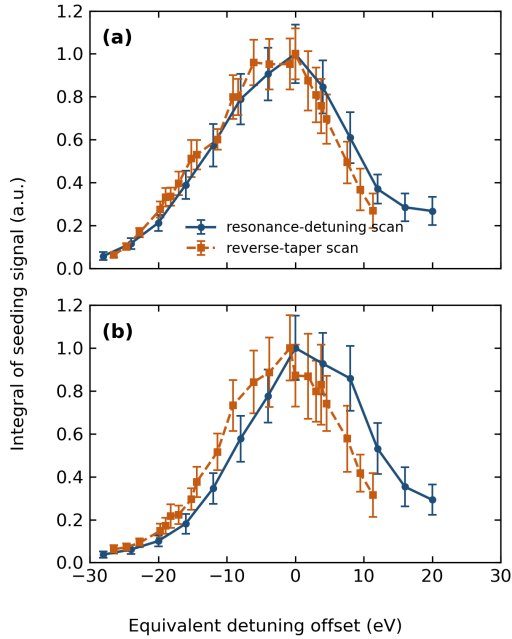 1.2
(a)
1.0
0.8
0.6
0.4
resonance-detuning scan
0.2
reverse-taper scan
0.0
Integral of seeding signal (a.u.)
1.2
(b)
1.0
0.8
0.6
0.4
0.2
0.0
−30 −20 −10 0 10 20 30
Equivalent detuning offset (eV)